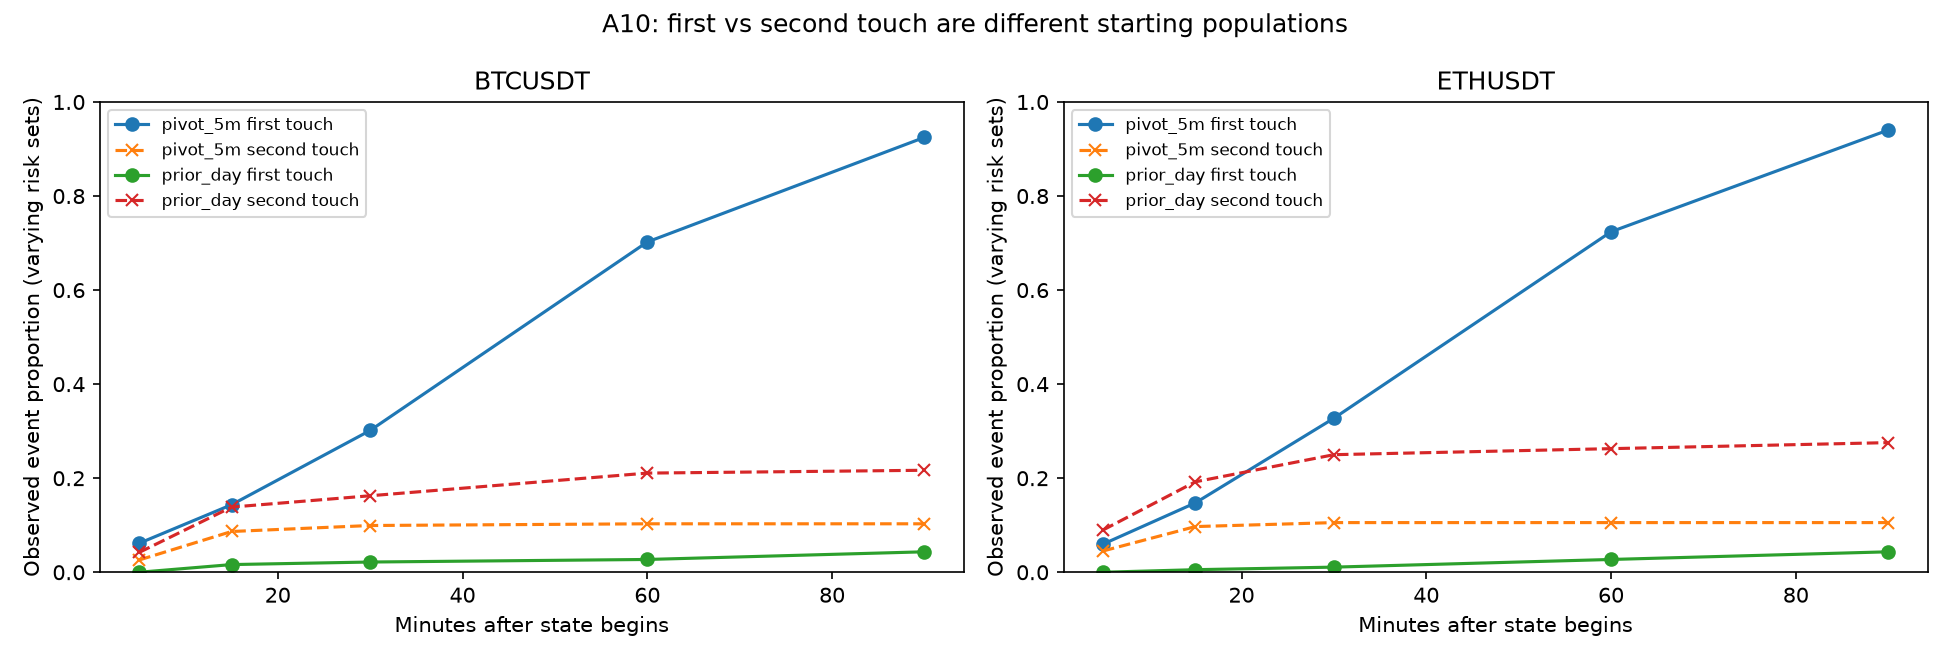 A10: first vs second touch are different starting populations
BTCUSDT
Observed event proportion (varying risk sets)
1.0
0.8
0.6
0.4
0.2
0.0
pivot_5m first touch
pivot_5m second touch
prior_day first touch
prior_day second touch
20
40
60
80
Minutes after state begins
ETHUSDT
Observed event proportion (varying risk sets)
1.0
0.8
0.6
0.4
0.2
0.0
pivot_5m first touch
pivot_5m second touch
prior_day first touch
prior_day second touch
20
40
60
80
Minutes after state begins